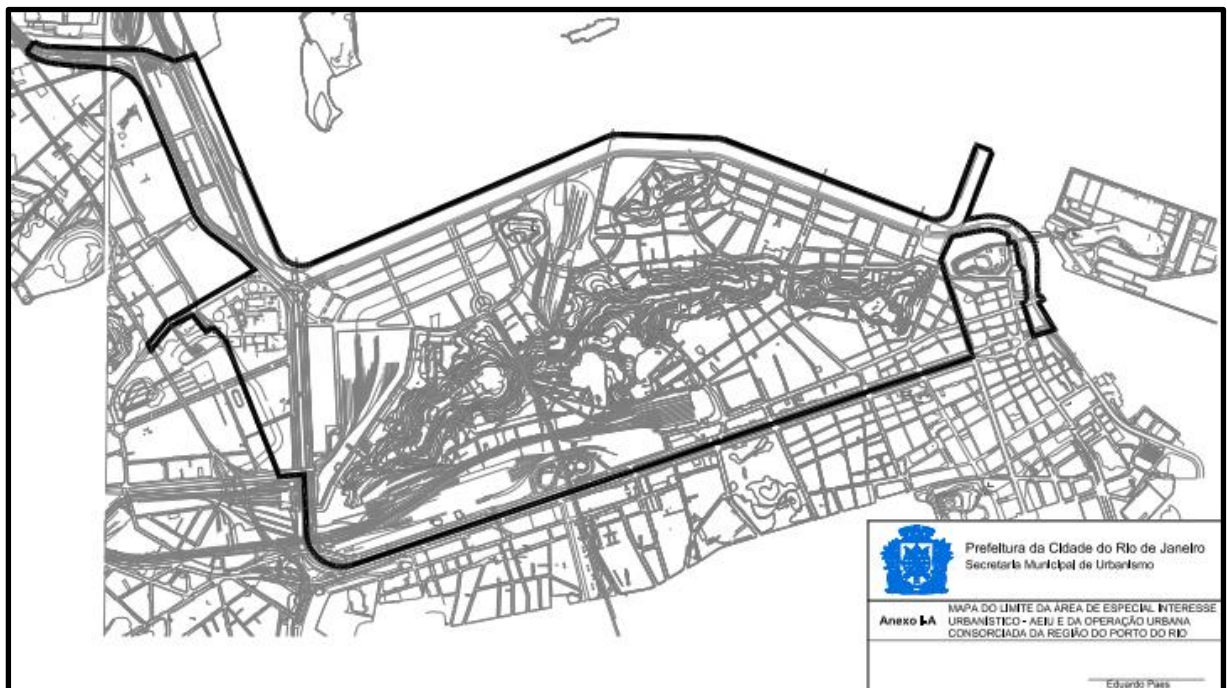 Prefeitura da Cidade do Rio de Janeiro
Secretaria Municipal de Urbanismo
Anexo I-A
MAPA DO LIMITE DA ÁREA DE ESPECIAL INTERESSE
URBANÍSTICO - AEIU E DA OPERAÇÃO URBANA
CONSORCIADA DA REGIÃO DO PORTO DO RIO
Eduardo Paes